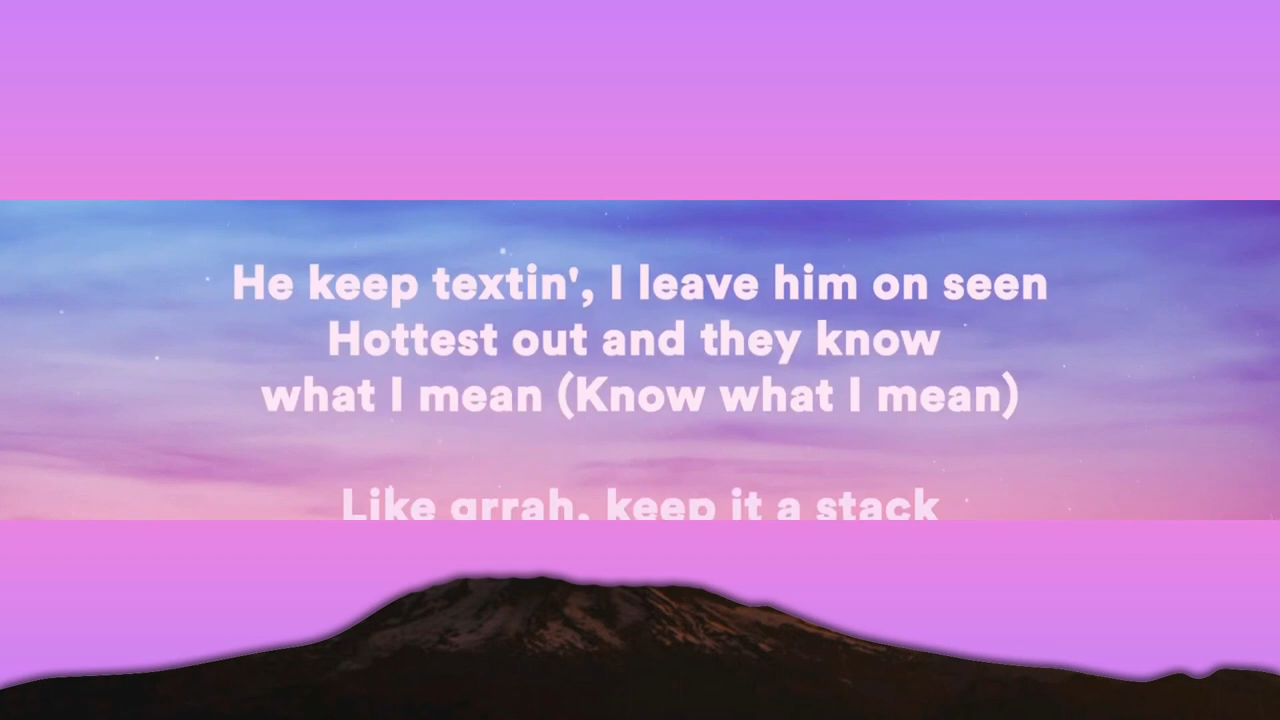 He keep textin', I leave him on seen
Hottest out and they know
what I mean (Know what I mean)
Like grrah, keep it a stack